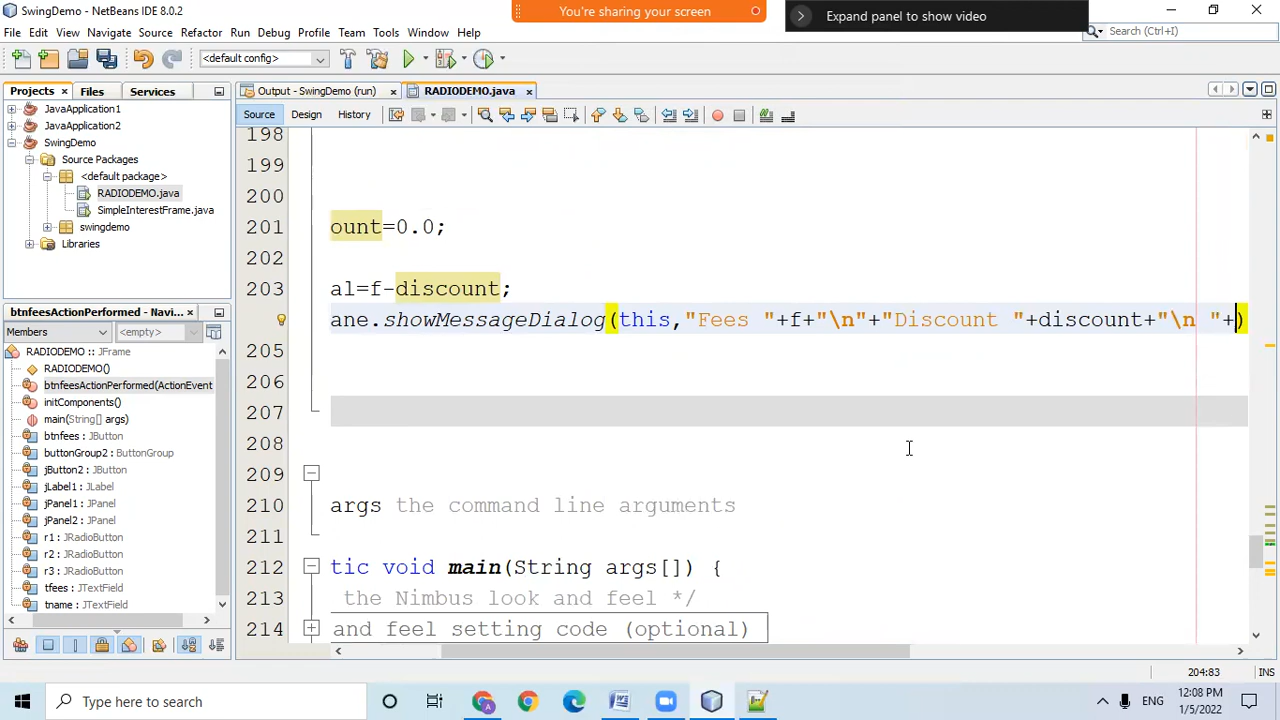 SwingDemo - NetBeans IDE 8.0.2
You're sharing your screen
Expand panel to show video
File Edit View Navigate Source Refactor Run Debug Profile Team Tools Window Help
Search (Ctrl+I)
<default config>
Projects Files Services
Output - SwingDemo (run) RADIODEMO.java
JavaApplication1
JavaApplication2
SwingDemo
Source Packages
<default package>
RADIODEMO.java
SimpleInterestFrame.java
swingdemo
Libraries
Source Design History
198
199
200
201 ount=0.0;
202
203 al=f-discount;
ane.showMessageDialog(this,"Fees "+f+"\n"+"Discount "+discount+"\n "+)
205
206
207
208
209
210 args the command line arguments
211
212 tic void main(String args[]) {
213 the Nimbus look and feel */
214 and feel setting code (optional)
btnfeesActionPerformed - Navi...
Members <empty>
RADIODEMO :: JFrame
RADIODEMO()
btnfeesActionPerformed(ActionEvent
initComponents()
main(String[] args)
btnfees : JButton
buttonGroup2 : ButtonGroup
jButton2 : JButton
jLabel1 : JLabel
jPanel1 : JPanel
jPanel2 : JPanel
r1 : JRadioButton
r2 : JRadioButton
r3 : JRadioButton
tfees : JTextField
tname : JTextField
204:83 INS
Type here to search
ENG
12:08 PM
1/5/2022